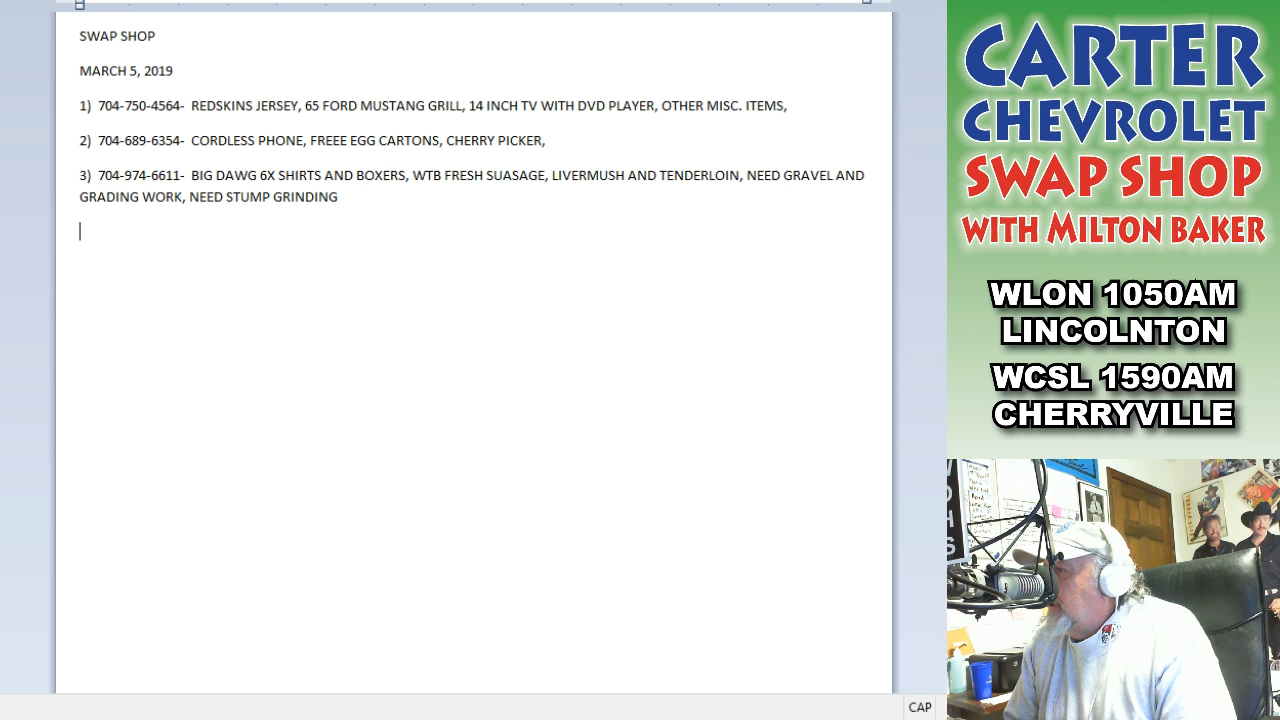 SWAP SHOP
MARCH 5, 2019
1) 704-750-4564- REDSKINS JERSEY, 65 FORD MUSTANG GRILL, 14 INCH TV WITH DVD PLAYER, OTHER MISC. ITEMS,
2) 704-689-6354- CORDLESS PHONE, FREEE EGG CARTONS, CHERRY PICKER,
3) 704-974-6611- BIG DAWG 6X SHIRTS AND BOXERS, WTB FRESH SUASAGE, LIVERMUSH AND TENDERLOIN, NEED GRAVEL AND
GRADING WORK, NEED STUMP GRINDING
CAP
CARTER
CHEVROLET
SWAP SHOP
WITH MILTON BAKER
WLON 1050AM
LINCOLNTON
WCSL 1590AM
CHERRYVILLE